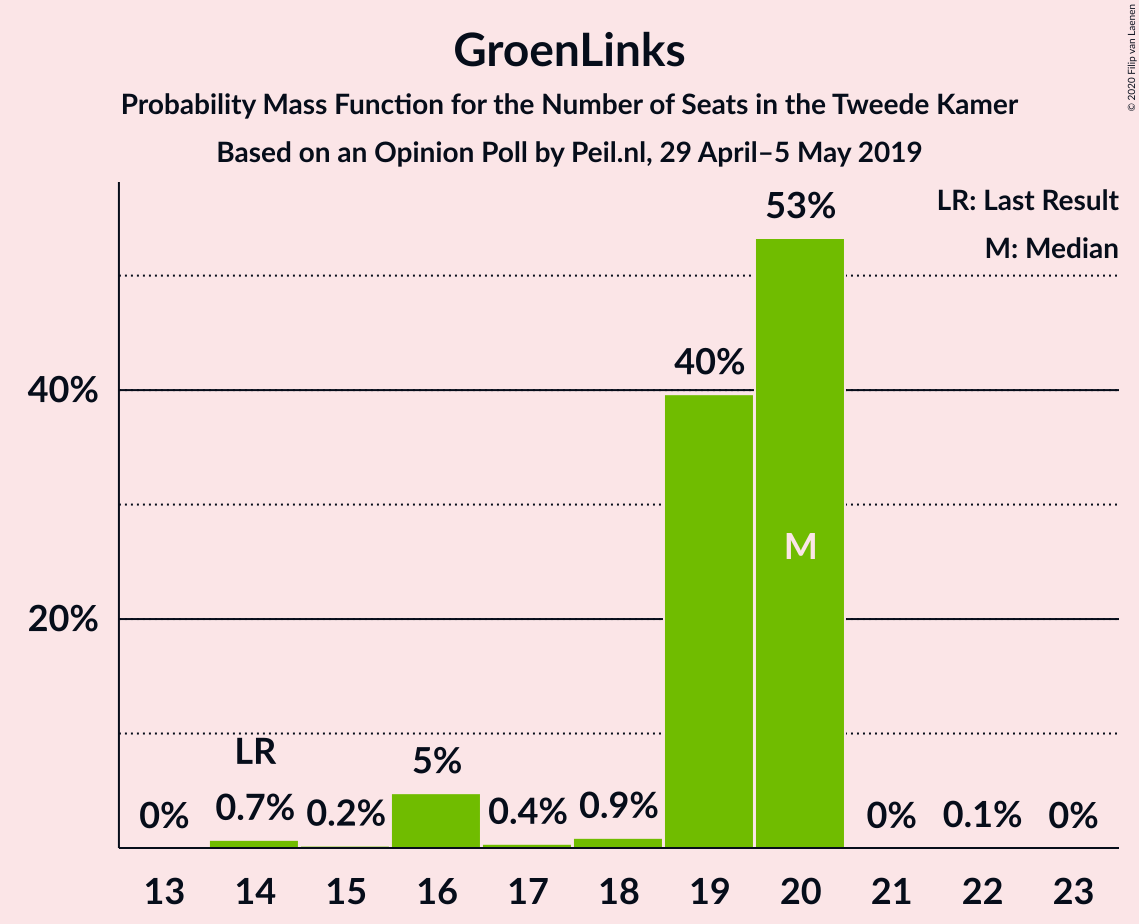 GroenLinks
Probability Mass Function for the Number of Seats in the Tweede Kamer
Based on an Opinion Poll by Peil.nl, 29 April–5 May 2019
© 2020 Filip van Laenen
LR: Last Result
M: Median
53%
40%
40%
M
20%
LR
5%
0%
0.7%
0.2%
0.4%
0.9%
0%
0.1%
0%
13 14 15 16 17 18 19 20 21 22 23